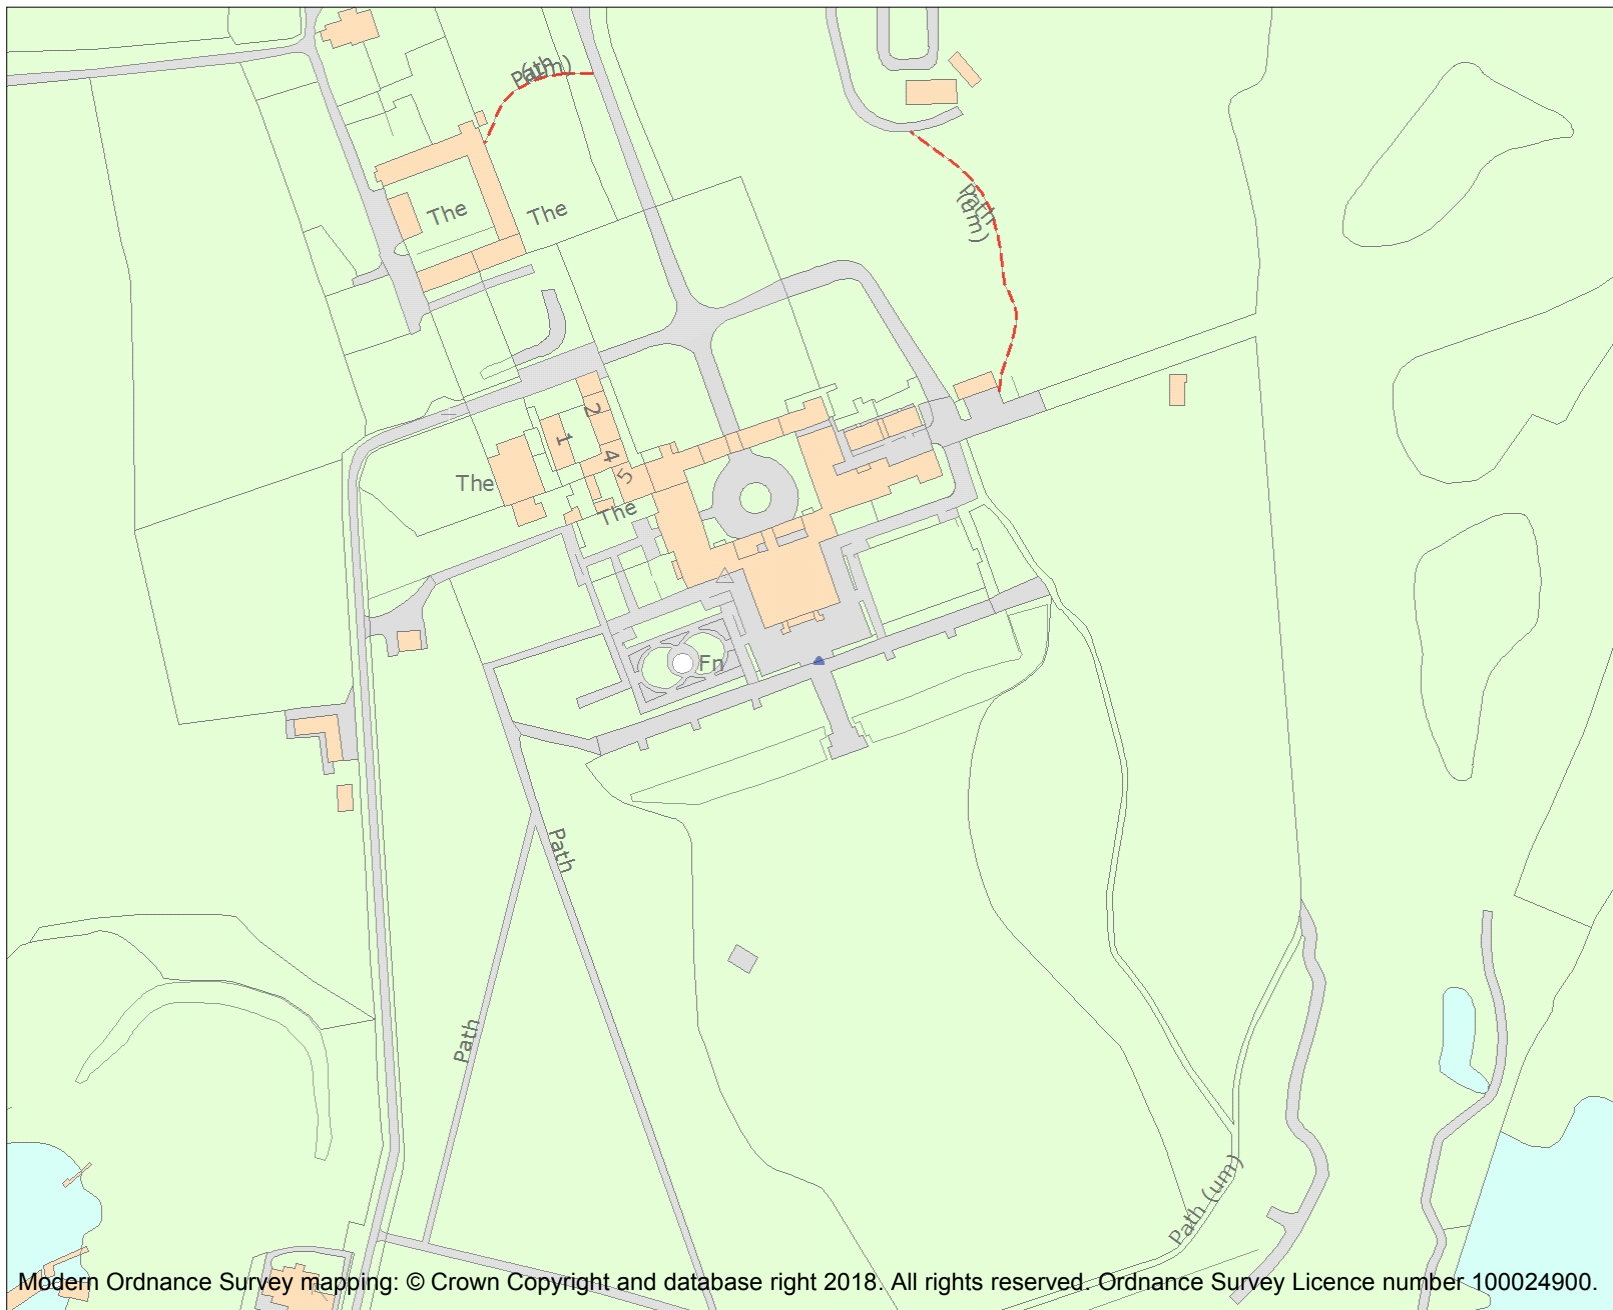 Path
(um)
Path
(um)
The
The
2
1
4
5
The
The
Fn
Path
Path
Path (um)
Modern Ordnance Survey mapping: © Crown Copyright and database right 2018. All rights reserved. Ordnance Survey Licence number 100024900.